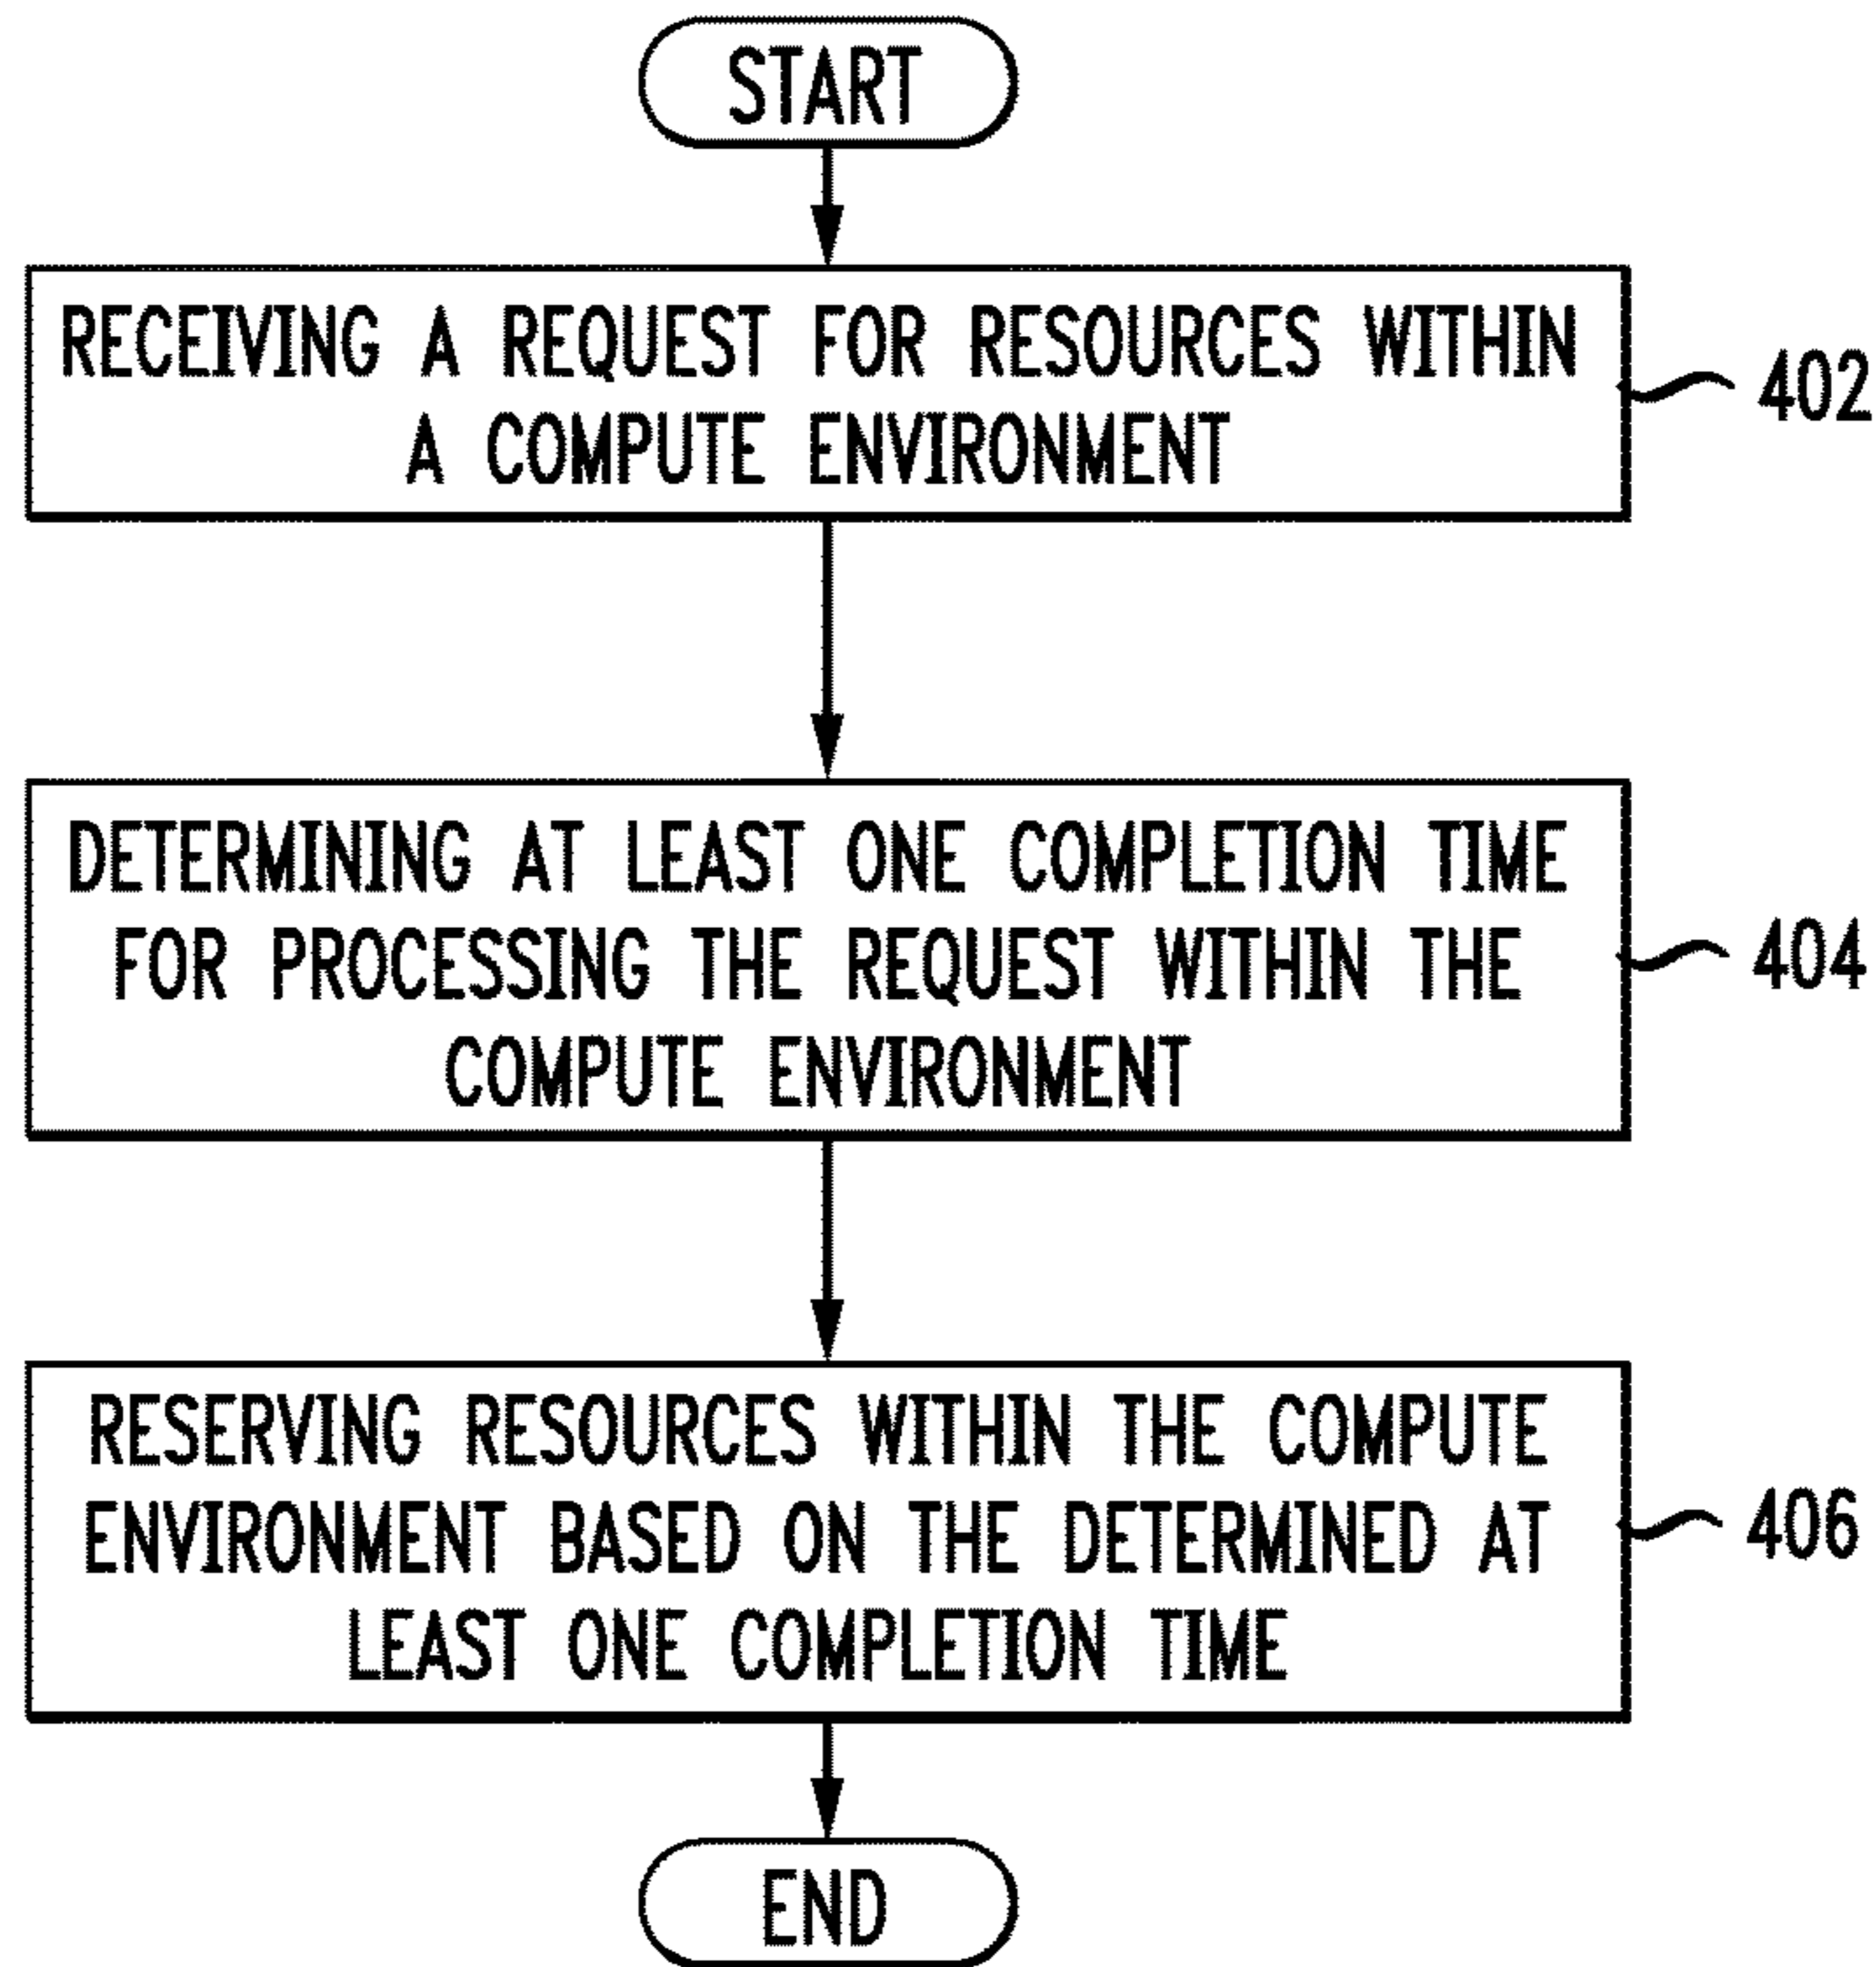 START
RECEIVING A REQUEST FOR RESOURCES WITHIN
A COMPUTE ENVIRONMENT
402
DETERMINING AT LEAST ONE COMPLETION TIME
FOR PROCESSING THE REQUEST WITHIN THE
COMPUTE ENVIRONMENT
404
RESERVING RESOURCES WITHIN THE COMPUTE
ENVIRONMENT BASED ON THE DETERMINED AT
LEAST ONE COMPLETION TIME
406
END